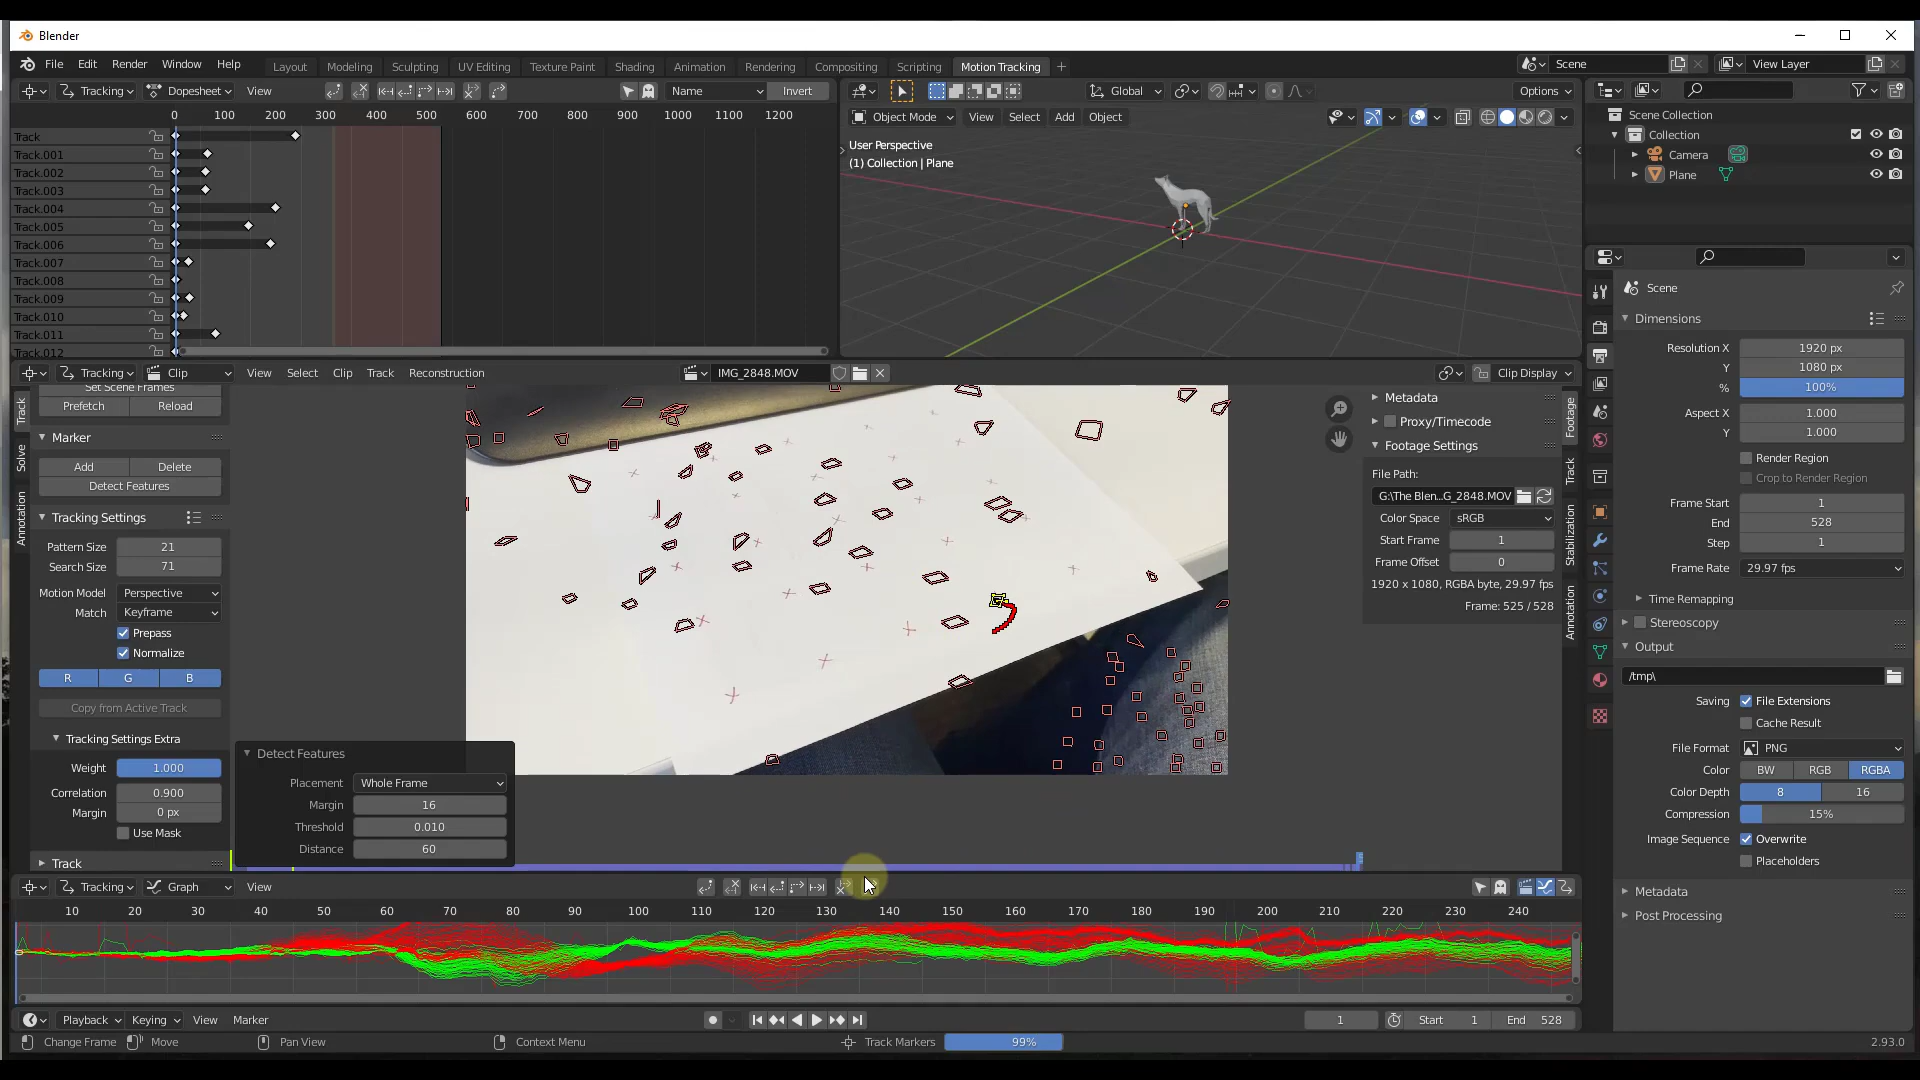 Blender
File Edit Render Window Help
Layout Modeling Sculpting UV Editing Texture Paint Shading Animation Rendering Compositing Scripting Motion Tracking +
Scene
View Layer
Tracking Dopesheet View
Name Invert
Global
Options
0 100 200 300 400 500 600 700 800 900 1000 1100 1200
Track
Track.001
Track.002
Track.003
Track.004
Track.005
Track.006
Track.007
Track.008
Track.009
Track.010
Track.011
Track.012
Object Mode View Select Add Object
User Perspective
(1) Collection | Plane
Scene Collection
Collection
Camera
Plane
Scene
Dimensions
Resolution X 1920 px
Y 1080 px
% 100%
Aspect X 1.000
Y 1.000
Render Region
Crop to Render Region
Frame Start 1
End 528
Step 1
Frame Rate 29.97 fps
Time Remapping
Stereoscopy
Output
/tmp\
Saving File Extensions
Cache Result
File Format PNG
Color BW RGB RGBA
Color Depth 8 16
Compression 15%
Image Sequence Overwrite
Placeholders
Metadata
Post Processing
Tracking Clip View Select Clip Track Reconstruction
IMG_2848.MOV
Clip Display
Set Scene Frames
Prefetch Reload
Marker
Add Delete
Detect Features
Tracking Settings
Pattern Size 21
Search Size 71
Motion Model Perspective
Match Keyframe
Prepass
Normalize
R G B
Copy from Active Track
Tracking Settings Extra
Weight 1.000
Correlation 0.900
Margin 0 px
Use Mask
Track
Track
Solve
Annotation
Detect Features
Placement Whole Frame
Margin 16
Threshold 0.010
Distance 60
Metadata
Proxy/Timecode
Footage Settings
File Path:
G:\The Blen...G_2848.MOV
Color Space sRGB
Start Frame 1
Frame Offset 0
1920 x 1080, RGBA byte, 29.97 fps
Frame: 525 / 528
Footage
Track
Stabilization
Annotation
Tracking Graph View
10 20 30 40 50 60 70 80 90 100 110 120 130 140 150 160 170 180 190 200 210 220 230 240
Playback Keying View Marker
1 Start 1 End 528
Change Frame Move Pan View Context Menu Track Markers 99% 2.93.0